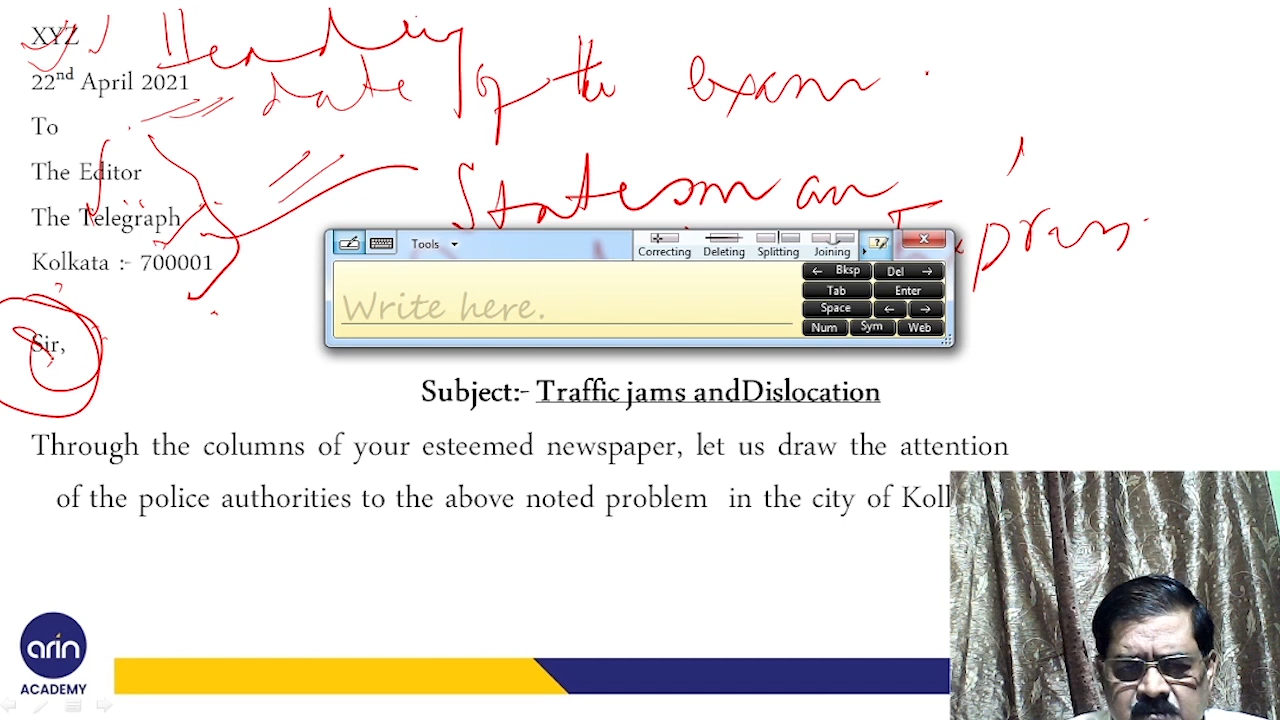 XYZ
Heading
22nd April 2021
date of the exam
To
The Editor
Statesman
The Telegraph
Express
Kolkata :- 700001
Tools
Correcting Deleting Splitting Joining
Write here.
Bksp Del
Tab Enter
Space
Num Sym Web
Sir,
Subject:- Traffic jams andDislocation
Through the columns of your esteemed newspaper, let us draw the attention
of the police authorities to the above noted problem in the city of
arin
ACADEMY